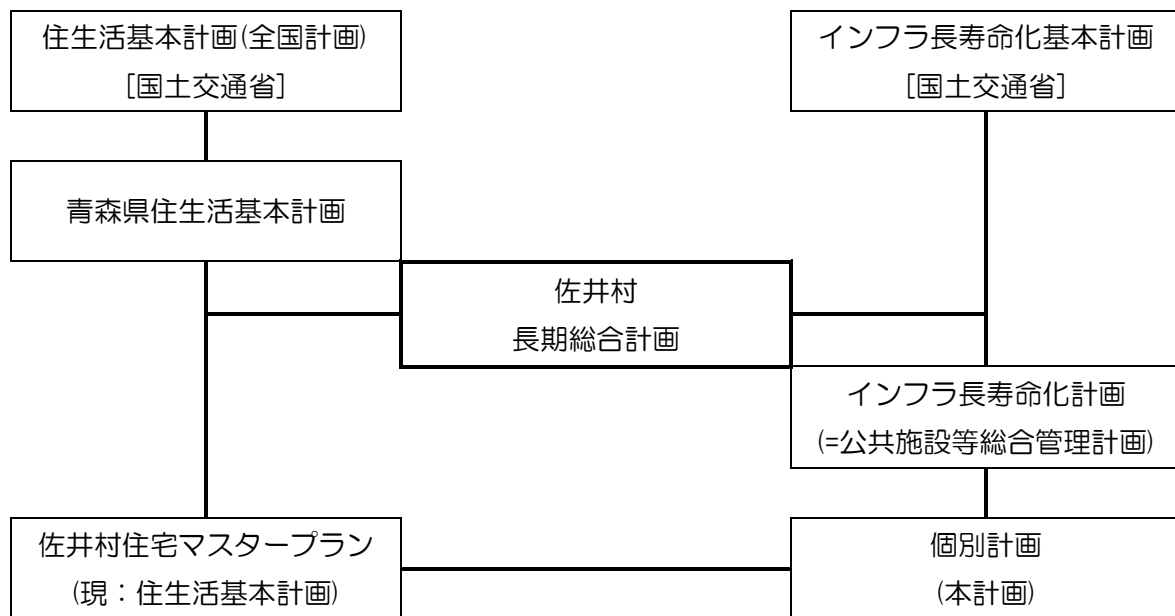 住生活基本計画(全国計画)
[国土交通省]
インフラ長寿命化基本計画
[国土交通省]
青森県住生活基本計画
佐井村
長期総合計画
インフラ長寿命化計画
(=公共施設等総合管理計画)
佐井村住宅マスタープラン
(現：住生活基本計画)
個別計画
(本計画)